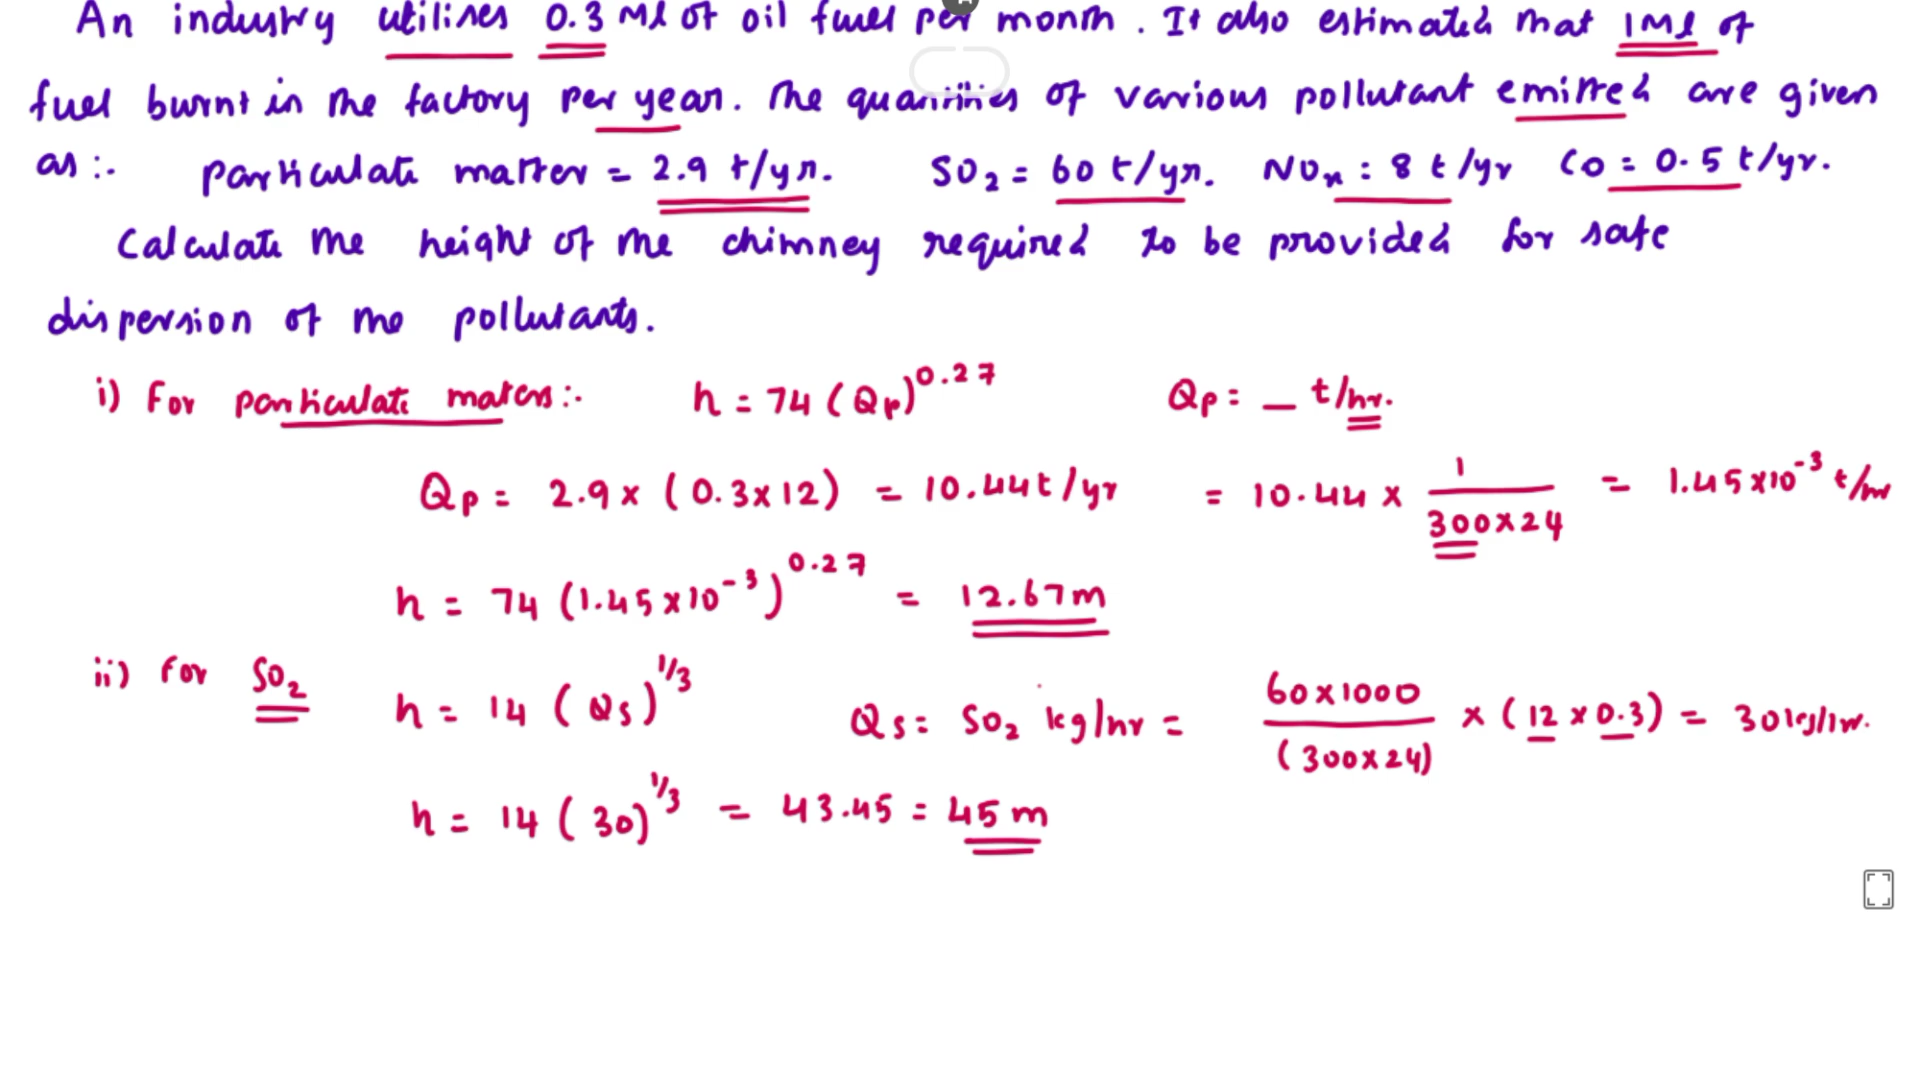 An industry utilises 0.3 Ml of oil fuel per month. It also estimated that 1Ml of
fuel burnt in the factory per year. The quantities of various pollutant emitted are given
as:- particulate matter = 2.9 t/yr. SO₂ = 60 t/yr. NOx = 8 t/yr CO = 0.5 t/yr.
Calculate the height of the chimney required to be provided for safe
dispersion of the pollutants.
i) For particulate maters:- h = 74 (Qp)^0.27 Qp = _ t/hr.
Qp = 2.9 x (0.3x12) = 10.44t/yr = 10.44 x 1/(300x24) = 1.45x10^-3 t/hr
h = 74 (1.45x10^-3)^0.27 = 12.67m
ii) for SO₂ h = 14 (Qs)^1/3 Qs = SO₂ kg/hr = 60x1000/(300x24) x (12 x 0.3) = 30kg/hr.
h = 14 (30)^1/3 = 43.45 = 45 m